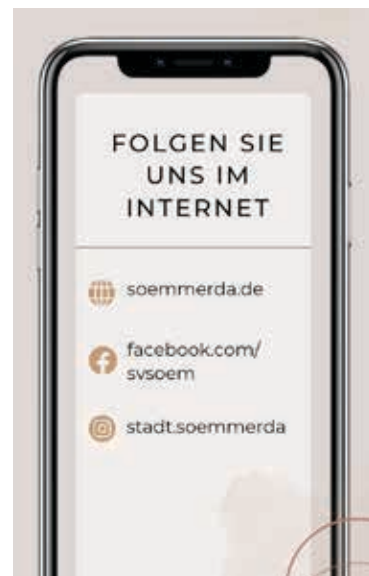 FOLGEN SIE
UNS IM
INTERNET
soemmerda.de
facebook.com/
svsoem
stadt.soemmerda